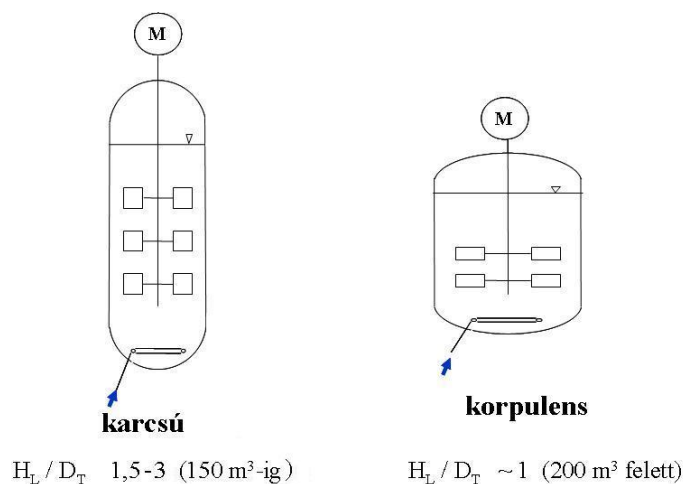 M
M
karcsú
korpulens
H_L / D_T 1,5-3 (150 m³-ig)
H_L / D_T ~1 (200 m³ felett)